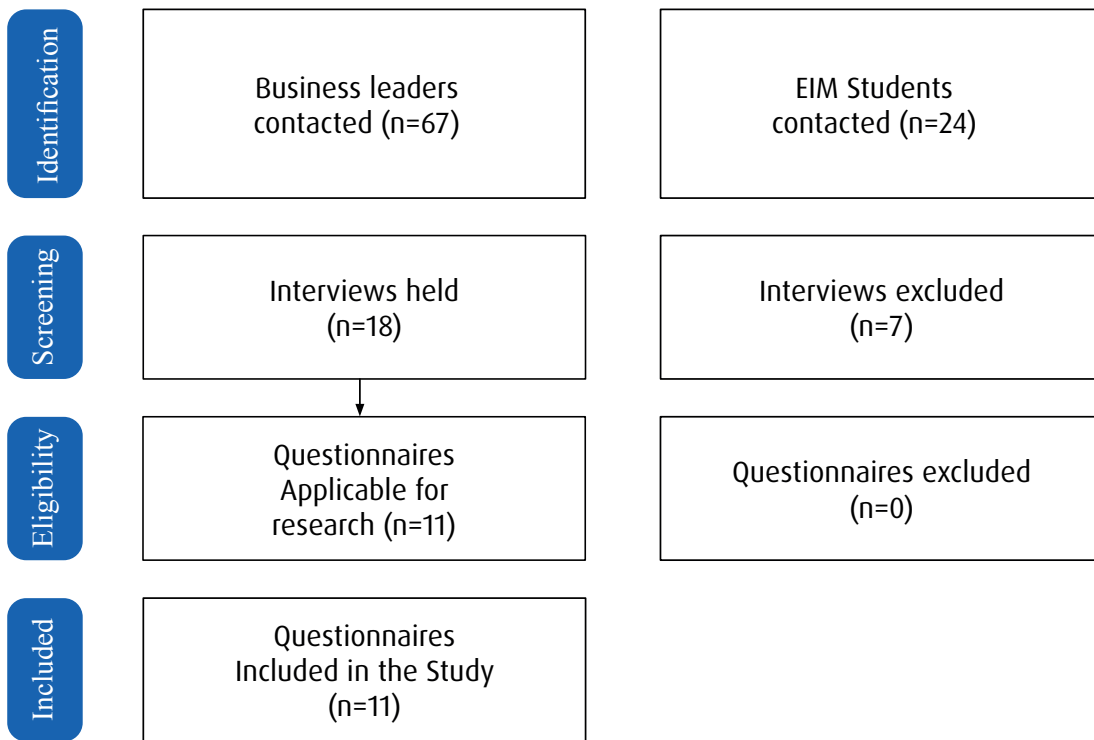 Identification
Business leaders
contacted (n=67)
EIM Students
contacted (n=24)
Screening
Interviews held
(n=18)
Interviews excluded
(n=7)
Eligibility
Questionnaires
Applicable for
research (n=11)
Questionnaires excluded
(n=0)
Included
Questionnaires
Included in the Study
(n=11)